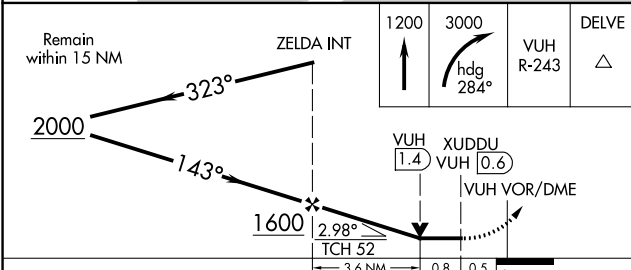 Remain
within 15 NM
ZELDA INT
1200
3000
hdg
284°
VUH
R-243
DELVE
323°
2000
143°
VUH
1.4
XUDDU
VUH 0.6
VUH VOR/DME
1600
2.98°
TCH 52
3.6 NM
0.8
0.5